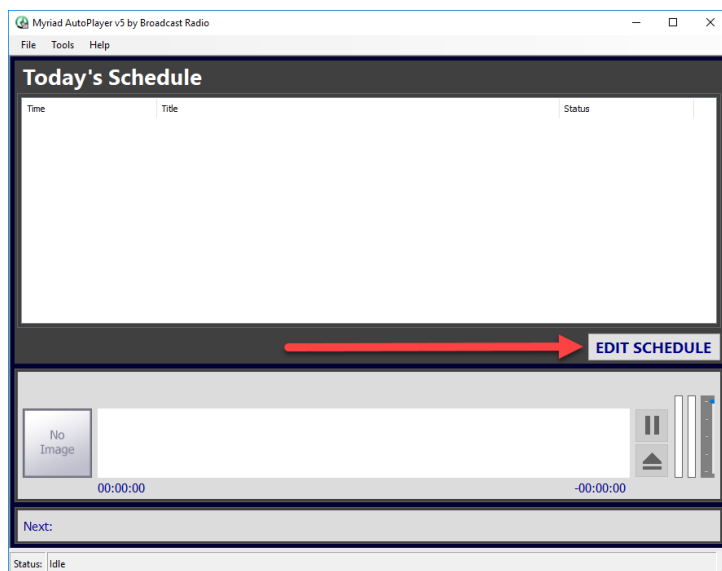 Myriad AutoPlayer v5 by Broadcast Radio
File Tools Help
Today's Schedule
Time Title Status
EDIT SCHEDULE
No
Image
00:00:00 -00:00:00
Next:
Status: Idle